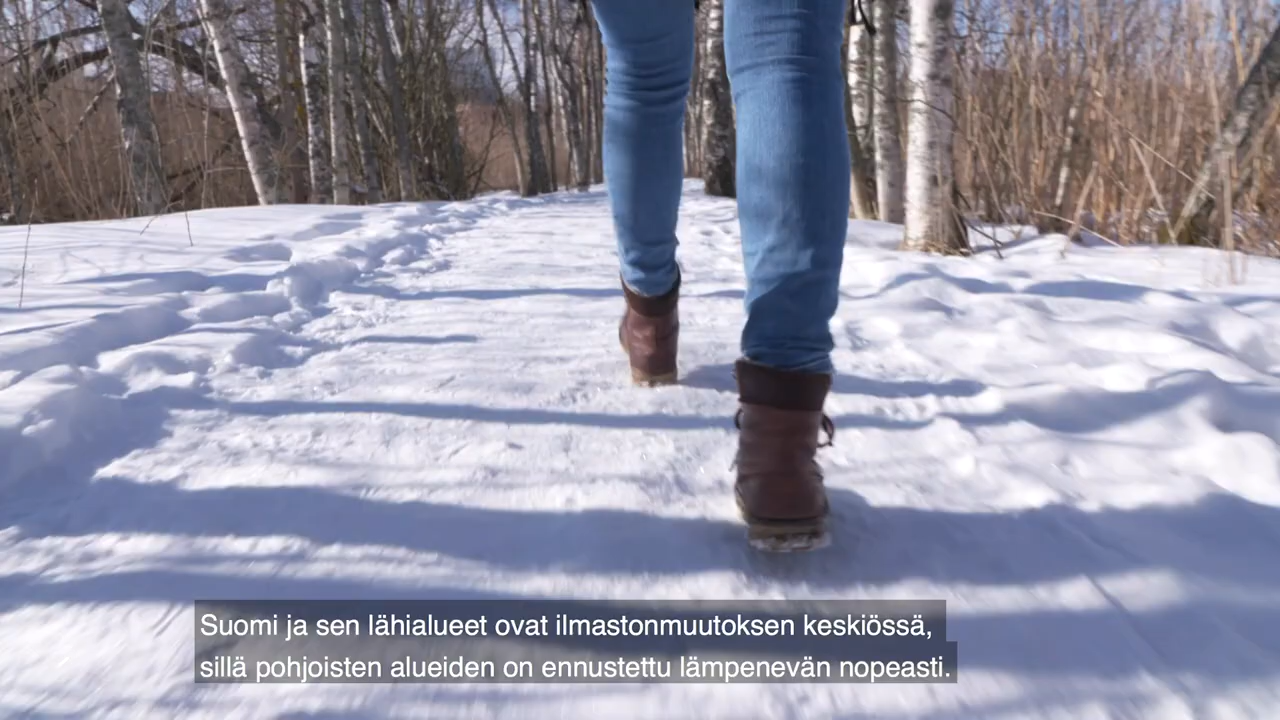 Suomi ja sen lähialueet ovat ilmastonmuutoksen keskiössä,
sillä pohjoisten alueiden on ennustettu lämpenevän nopeasti.